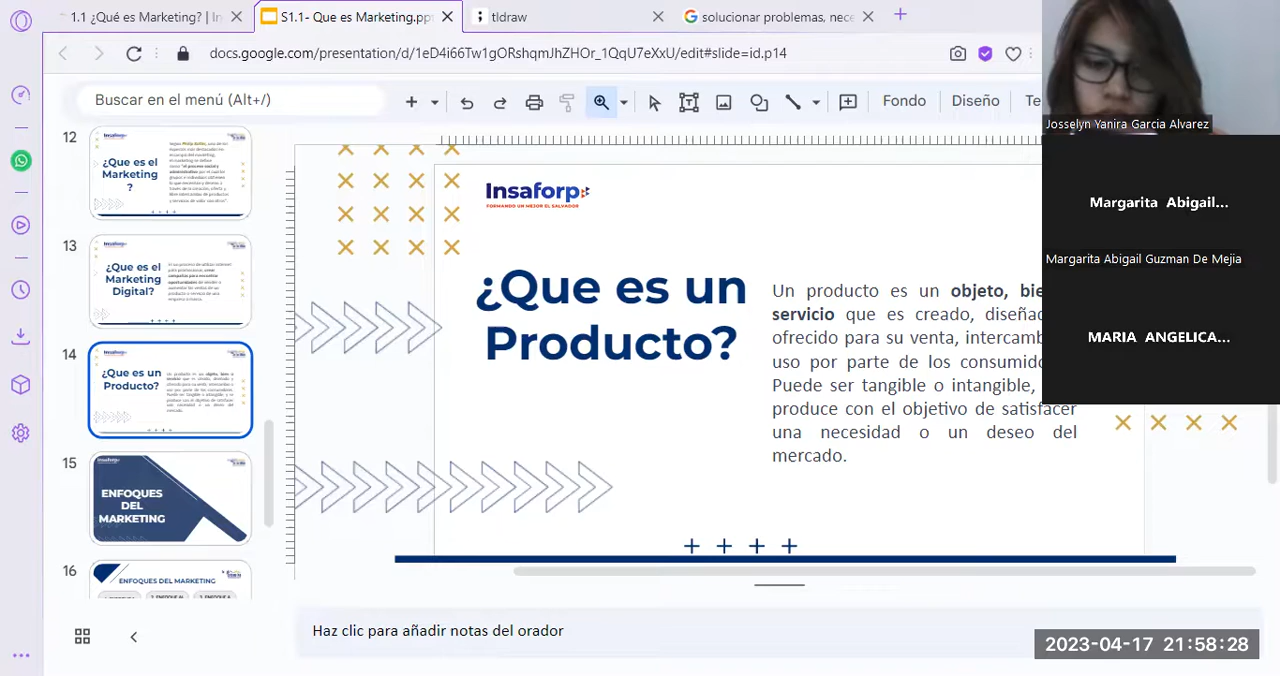 1.1 ¿Qué es Marketing? | In
S1.1- Que es Marketing.ppt
tldraw
solucionar problemas, nece
docs.google.com/presentation/d/1eD4i66Tw1gORshqmJhZHOr_1QqU7eXxU/edit#slide=id.p14
Buscar en el menú (Alt+/)
Fondo
Diseño
Te
Josselyn Yanira Garcia Alvarez
Margarita Abigail...
Margarita Abigail Guzman De Mejia
MARIA ANGELICA...
12
¿Que es el
Marketing
?
13
¿Que es el
Marketing
Digital?
14
¿Que es un
Producto?
15
ENFOQUES
DEL
MARKETING
16
ENFOQUES DEL MARKETING
Insaforp
FORMANDO UN MEJOR EL SALVADOR
¿Que es un
Producto?
Un producto es un objeto, bie
servicio que es creado, diseña
ofrecido para su venta, intercam
uso por parte de los consumid
Puede ser tangible o intangible,
produce con el objetivo de satisfacer
una necesidad o un deseo del
mercado.
Haz clic para añadir notas del orador
2023-04-17 21:58:28